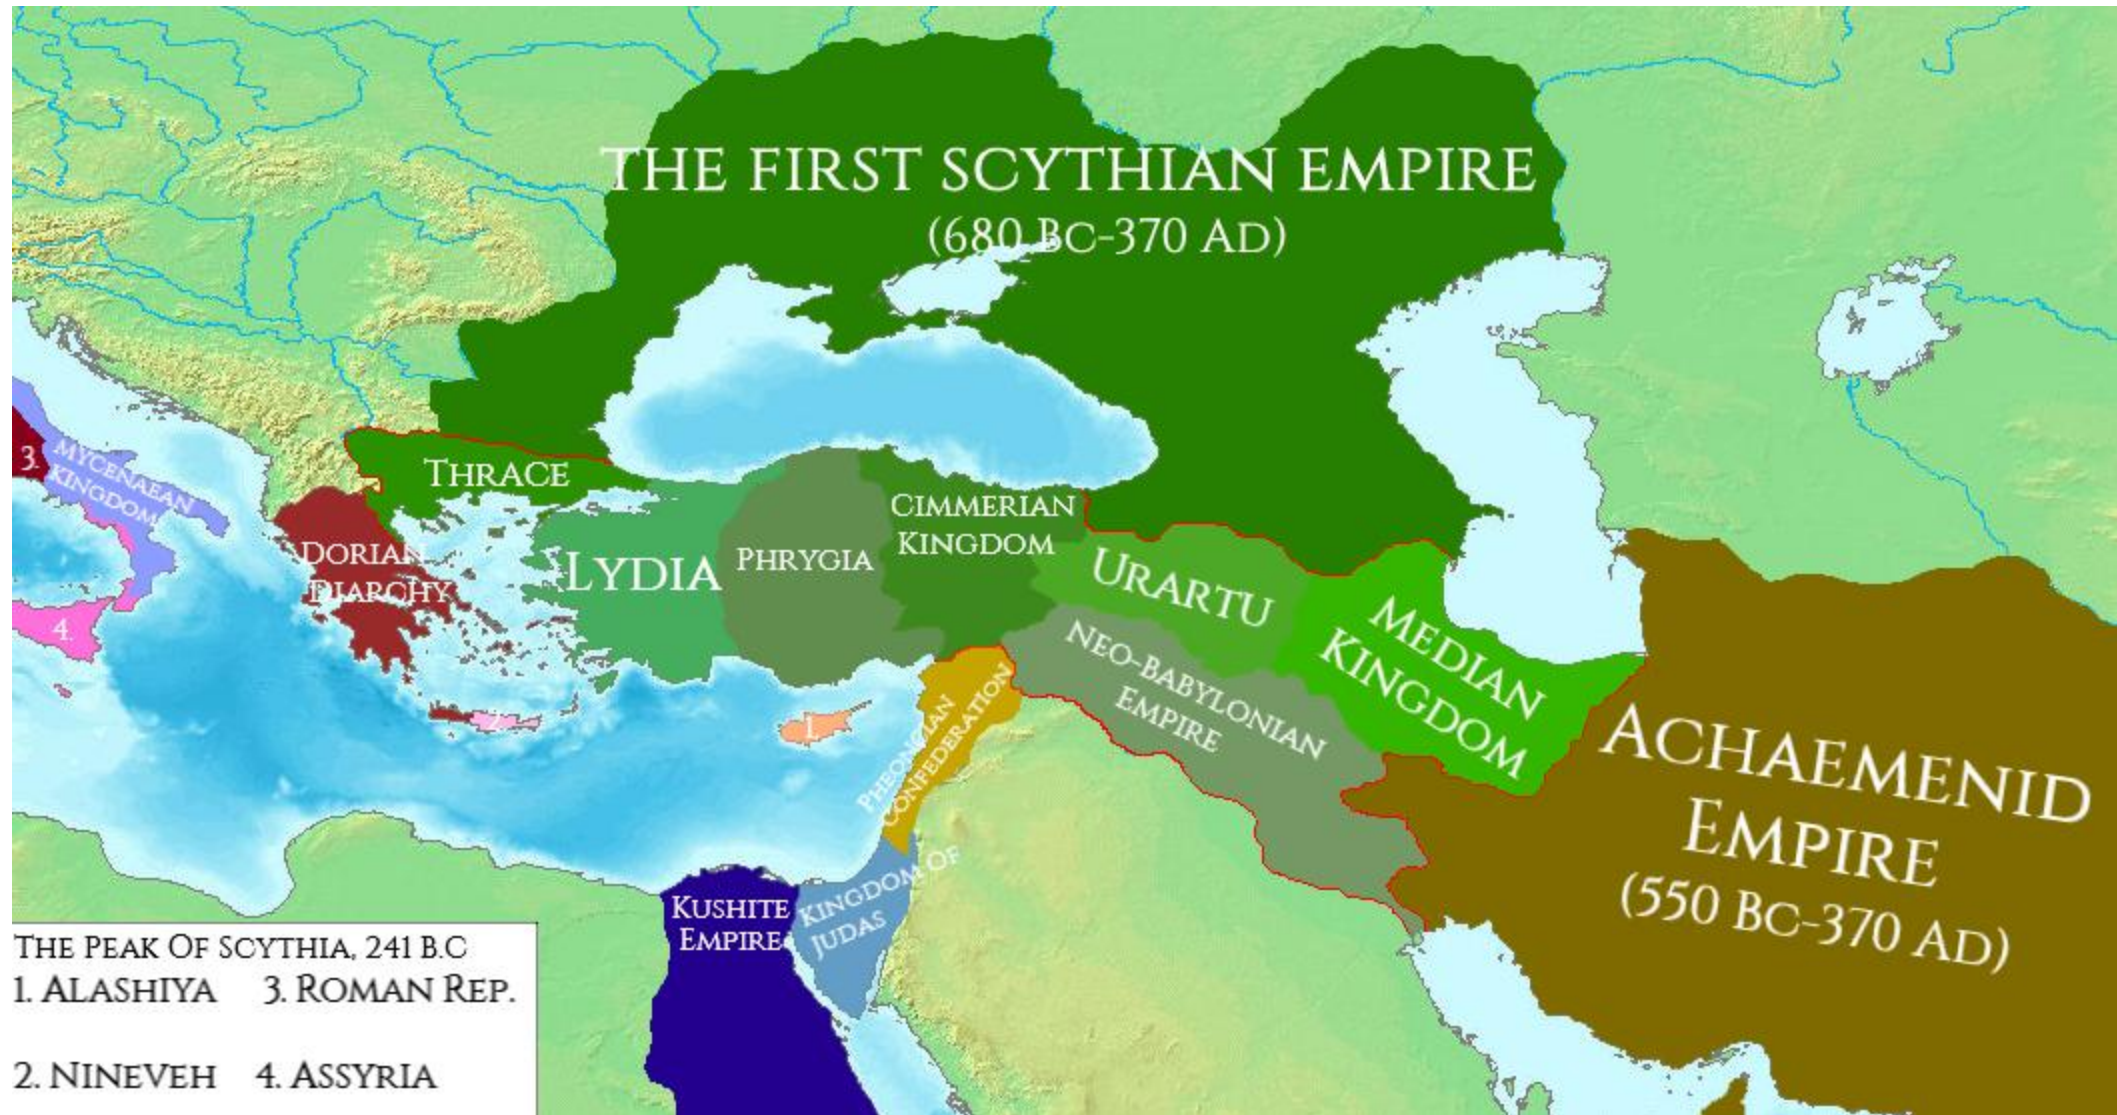 THE FIRST SCYTHIAN EMPIRE
(680 BC-370 AD)
3.
MYCENAEAN
KINGDOM
THRACE
CIMMERIAN
KINGDOM
DORIAN
DIARCHY
LYDIA
PHRYGIA
URARTU
4.
MEDIAN
KINGDOM
NEO-BABYLONIAN
EMPIRE
2.
1.
PHEONCIAN
CONFEDERATION
ACHAEMENID
EMPIRE
(550 BC-370 AD)
KUSHITE
EMPIRE
KINGDOM OF
JUDAS
THE PEAK OF SCYTHIA, 241 B.C
1. ALASHIYA 3. ROMAN REP.
2. NINEVEH 4. ASSYRIA